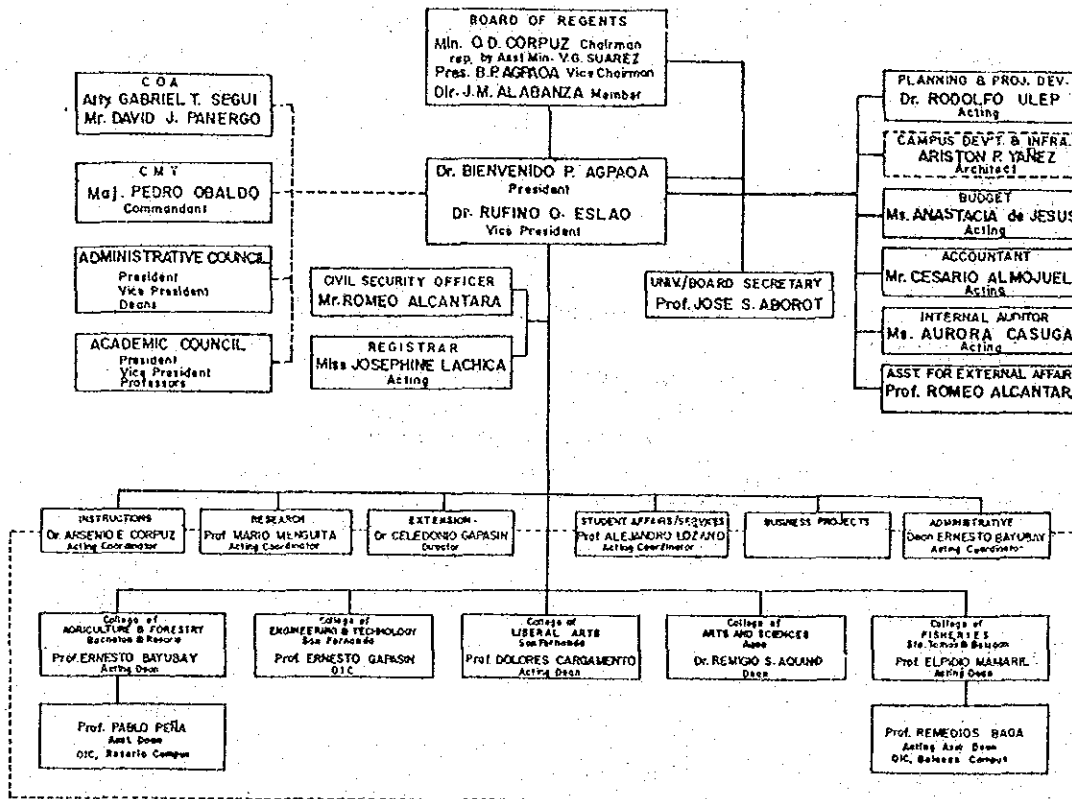 BOARD OF REGENTS
Min. O.D. CORPUZ Chairman
rep. by Asst Min. V.G. SUAREZ
Pres. B.P. AGPAOA Vice Chairman
Dir. J.M. ALABANZA Member
C O A
Atty GABRIEL T. SEGUI
Mr. DAVID J. PANERGO
C M T
Maj. PEDRO OBALDO
Commandant
ADMINISTRATIVE COUNCIL
President
Vice President
Deans
ACADEMIC COUNCIL
President
Vice President
Professors
Dr. BIENVENIDO P. AGPAOA
President
Dr. RUFINO O. ESLAO
Vice President
CIVIL SECURITY OFFICER
Mr. ROMEO ALCANTARA
REGISTRAR
Miss JOSEPHINE LACHICA
Acting
UNIV./BOARD SECRETARY
Prof. JOSE S. ABOROT
PLANNING & PROJ. DEV.
Dr. RODOLFO ULEP
Acting
CAMPUS DEV'T. & INFRA.
ARISTON P. YAÑEZ
Architect
BUDGET
Ms. ANASTACIA de JESUS
Acting
ACCOUNTANT
Mr. CESARIO ALMOJUEL
Acting
INTERNAL AUDITOR
Ms. AURORA CASUGA
Acting
ASST. FOR EXTERNAL AFFAIR
Prof. ROMEO ALCANTARA
INSTRUCTIONS
Dr. ARSENIO E CORPUZ
Acting Coordinator
RESEARCH
Prof MARIO MENGUITA
Acting Coordinator
EXTENSION
Dr CELEDONIO GAPASIN
Director
STUDENT AFFAIRS/SERVICES
Prof ALEJANDRO LOZANO
Acting Coordinator
BUSINESS PROJECTS
ADMINISTRATIVE
Dean ERNESTO BAYUBAY
Acting Coordinator
College of
AGRICULTURE & FORESTRY
Bacnotan & Rosario
Prof. ERNESTO BAYUBAY
Acting Dean
College of
ENGINEERING & TECHNOLOGY
San Fernando
Prof. ERNESTO GAPASIN
OIC
College of
LIBERAL ARTS
San Fernando
Prof. DOLORES CARGAMENTO
Acting Dean
College of
ARTS AND SCIENCES
Agoo
Dr. REMIGIO S. AQUINO
Dean
College of
FISHERIES
Sto. Tomas & Balaoan
Prof. ELPIDIO MAMARIL
Acting Dean
Prof. PABLO PEÑA
Asst Dean
OIC, Rosario Campus
Prof. REMEDIOS BAGA
Acting Asst Dean
OIC, Balaoan Campus